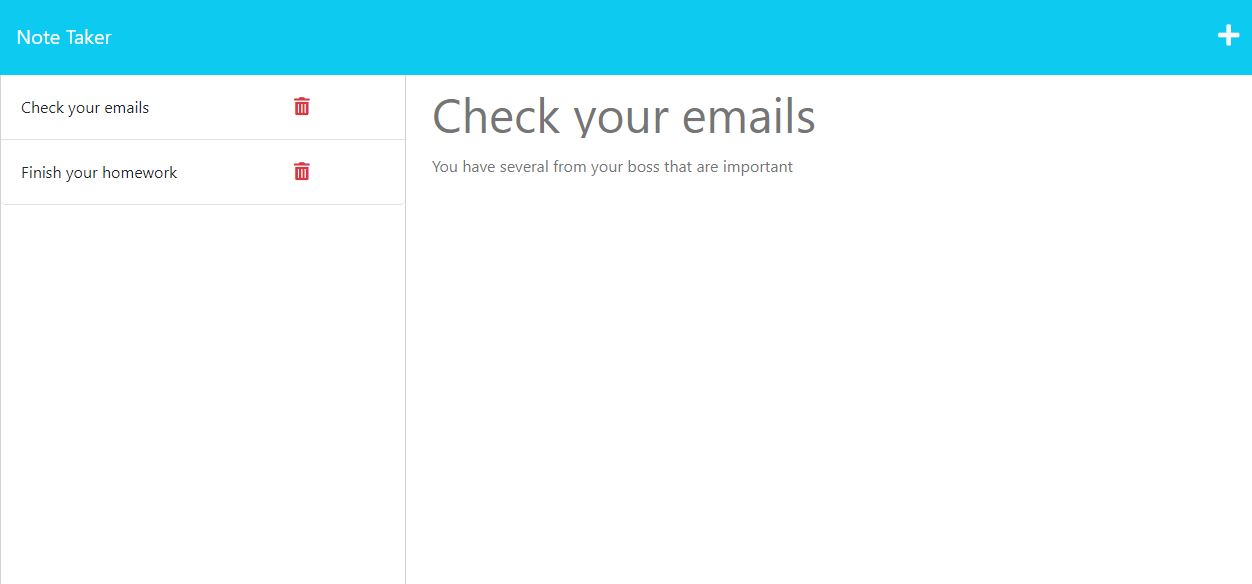 Note Taker
Check your emails
Finish your homework
Check your emails
You have several from your boss that are important